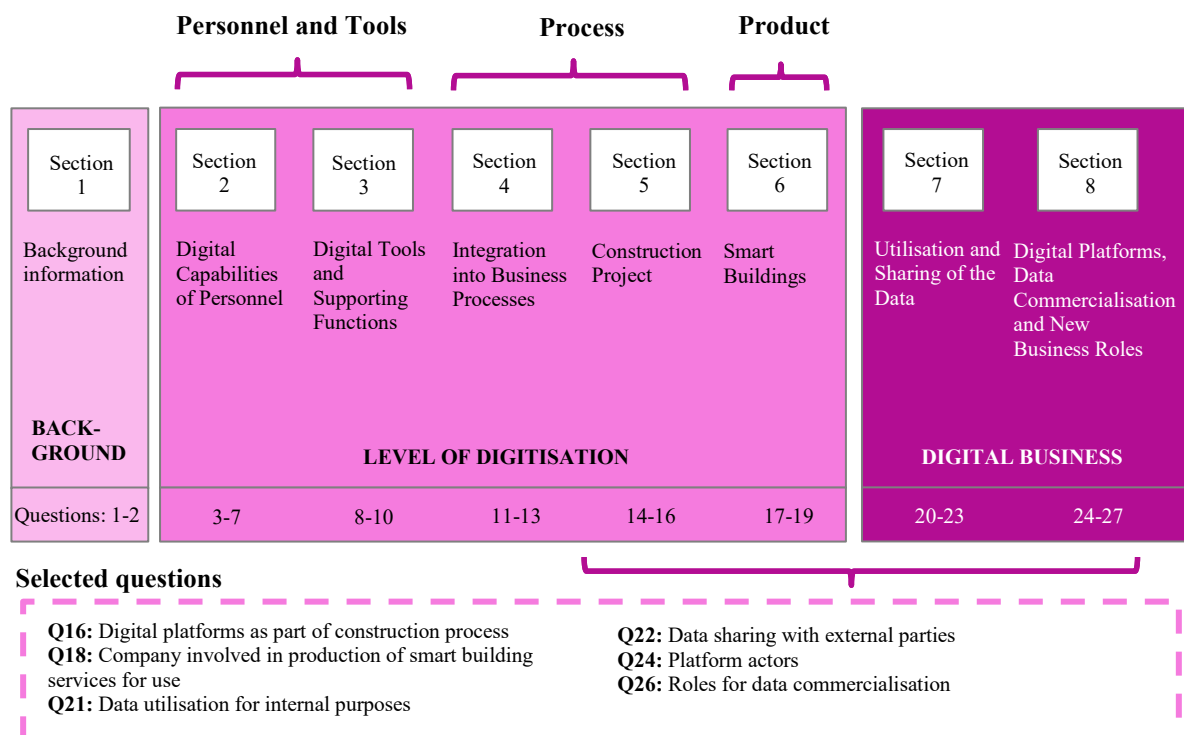 Personnel and Tools
Process
Product
Section
1
Section
2
Section
3
Section
4
Section
5
Section
6
Section
7
Section
8
Background
information
Digital
Capabilities
of Personnel
Digital Tools
and
Supporting
Functions
Integration
into Business
Processes
Construction
Project
Smart
Buildings
Utilisation and
Sharing of the
Data
Digital Platforms,
Data
Commercialisation
and New
Business Roles
BACK-
GROUND
LEVEL OF DIGITISATION
DIGITAL BUSINESS
Questions: 1-2
3-7
8-10
11-13
14-16
17-19
20-23
24-27
Selected questions
Q16: Digital platforms as part of construction process
Q18: Company involved in production of smart building
services for use
Q21: Data utilisation for internal purposes
Q22: Data sharing with external parties
Q24: Platform actors
Q26: Roles for data commercialisation